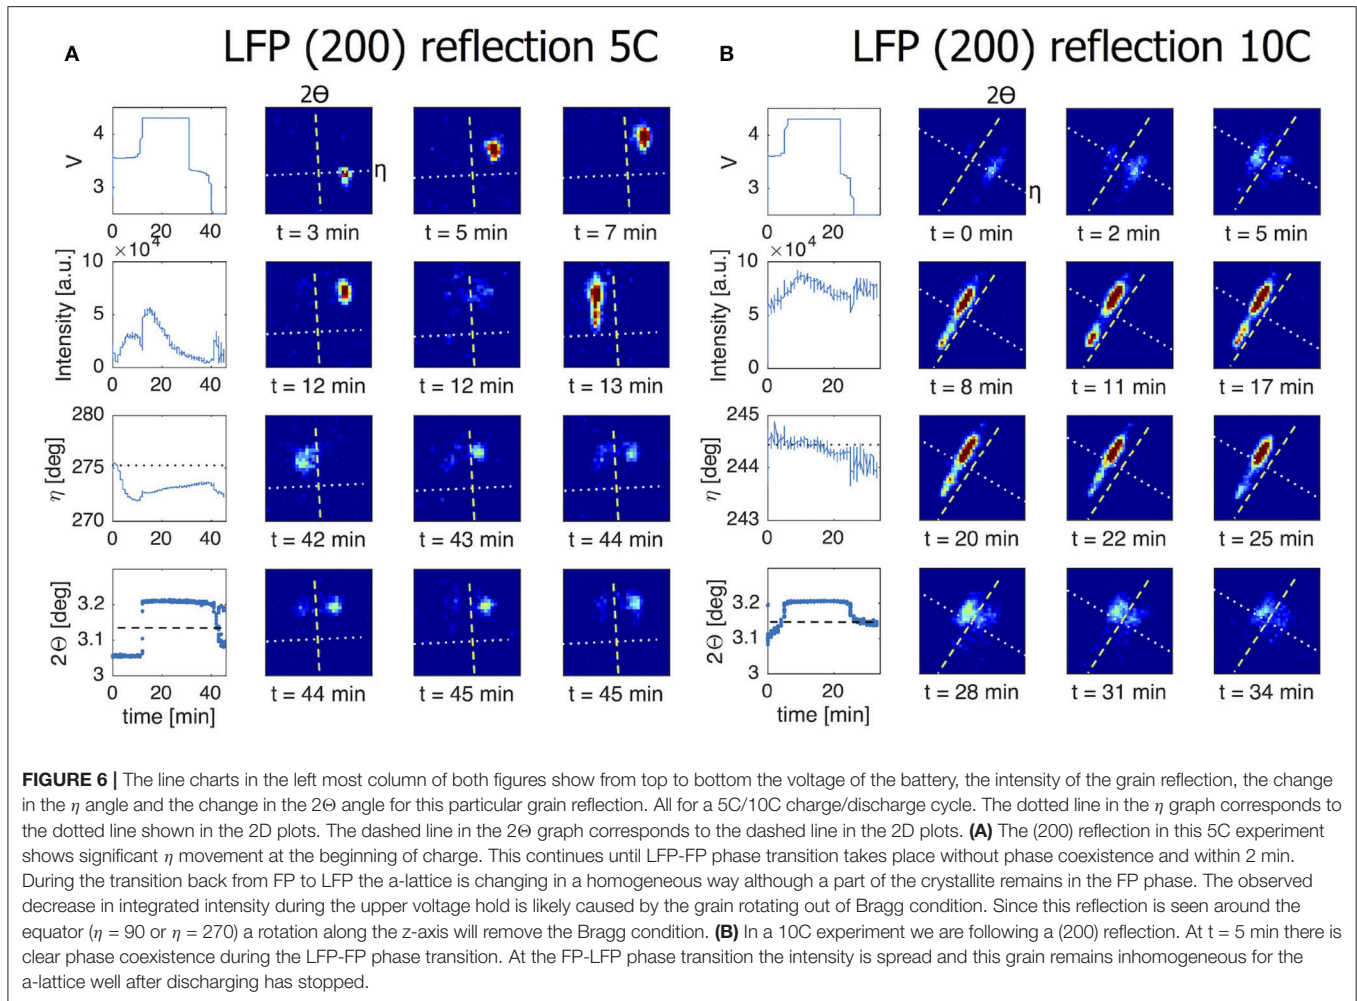 A
LFP (200) reflection 5C
2Θ
V
4
3
0 20 40
η
t = 3 min
t = 5 min
t = 7 min
×10⁴
Intensity [a.u.]
10
5
0
0 20 40
t = 12 min
t = 12 min
t = 13 min
η [deg]
280
275
270
0 20 40
t = 42 min
t = 43 min
t = 44 min
2Θ [deg]
3.2
3.1
3
0 20 40
time [min]
t = 44 min
t = 45 min
t = 45 min
B
LFP (200) reflection 10C
2Θ
V
4
3
0 20
η
t = 0 min
t = 2 min
t = 5 min
×10⁴
Intensity [a.u.]
10
5
0
0 20
t = 8 min
t = 11 min
t = 17 min
η [deg]
245
244
243
0 20
t = 20 min
t = 22 min
t = 25 min
2Θ [deg]
3.2
3.1
3
0 20
time [min]
t = 28 min
t = 31 min
t = 34 min
FIGURE 6 | The line charts in the left most column of both figures show from top to bottom the voltage of the battery, the intensity of the grain reflection, the change
in the η angle and the change in the 2Θ angle for this particular grain reflection. All for a 5C/10C charge/discharge cycle. The dotted line in the η graph corresponds to
the dotted line shown in the 2D plots. The dashed line in the 2Θ graph corresponds to the dashed line in the 2D plots. (A) The (200) reflection in this 5C experiment
shows significant η movement at the beginning of charge. This continues until LFP-FP phase transition takes place without phase coexistence and within 2 min.
During the transition back from FP to LFP the a-lattice is changing in a homogeneous way although a part of the crystallite remains in the FP phase. The observed
decrease in integrated intensity during the upper voltage hold is likely caused by the grain rotating out of Bragg condition. Since this reflection is seen around the
equator (η = 90 or η = 270) a rotation along the z-axis will remove the Bragg condition. (B) In a 10C experiment we are following a (200) reflection. At t = 5 min there is
clear phase coexistence during the LFP-FP phase transition. At the FP-LFP phase transition the intensity is spread and this grain remains inhomogeneous for the
a-lattice well after discharging has stopped.